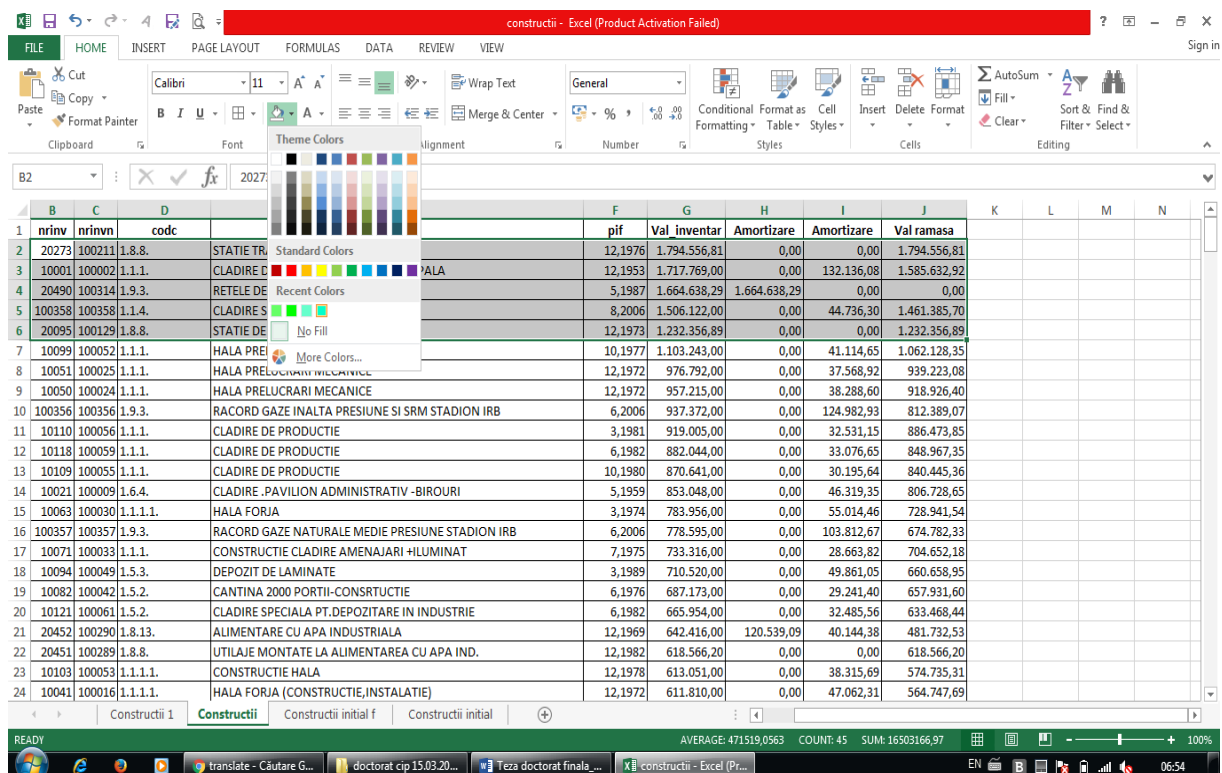 constructii - Excel (Product Activation Failed)
FILE HOME INSERT PAGE LAYOUT FORMULAS DATA REVIEW VIEW Sign in
Cut
Copy
Format Painter
Paste
Clipboard
Calibri 11
B I U
Font
Wrap Text
Merge & Center
Alignment
General
Number
Conditional Formatting
Format as Table
Cell Styles
Styles
Insert Delete Format
Cells
AutoSum
Fill
Clear
Sort & Filter
Find & Select
Editing
Theme Colors
Standard Colors
Recent Colors
No Fill
More Colors...
B2 fx 2027
B C D F G H I J K L M N
1 nrinv nrinvn codc pif Val_inventar Amortizare Amortizare Val ramasa
2 20273 100211 1.8.8. STATIE TRA 12,1976 1.794.556,81 0,00 0,00 1.794.556,81
3 10001 100002 1.1.1. CLADIRE D PALA 12,1953 1.717.769,00 0,00 132.136,08 1.585.632,92
4 20490 100314 1.9.3. RETELE DE 5,1987 1.664.638,29 1.664.638,29 0,00 0,00
5 100358 100358 1.1.4. CLADIRE S 8,2006 1.506.122,00 0,00 44.736,30 1.461.385,70
6 20095 100129 1.8.8. STATIE DE 12,1973 1.232.356,89 0,00 0,00 1.232.356,89
7 10099 100052 1.1.1. HALA PREI 10,1977 1.103.243,00 0,00 41.114,65 1.062.128,35
8 10051 100025 1.1.1. HALA PRELUCRARI MECANICE 12,1972 976.792,00 0,00 37.568,92 939.223,08
9 10050 100024 1.1.1. HALA PRELUCRARI MECANICE 12,1972 957.215,00 0,00 38.288,60 918.926,40
10 100356 100356 1.9.3. RACORD GAZE INALTA PRESIUNE SI SRM STADION IRB 6,2006 937.372,00 0,00 124.982,93 812.389,07
11 10110 100056 1.1.1. CLADIRE DE PRODUCTIE 3,1981 919.005,00 0,00 32.531,15 886.473,85
12 10118 100059 1.1.1. CLADIRE DE PRODUCTIE 6,1982 882.044,00 0,00 33.076,65 848.967,35
13 10109 100055 1.1.1. CLADIRE DE PRODUCTIE 10,1980 870.641,00 0,00 30.195,64 840.445,36
14 10021 100009 1.6.4. CLADIRE .PAVILION ADMINISTRATIV -BIROURI 5,1959 853.048,00 0,00 46.319,35 806.728,65
15 10063 100030 1.1.1.1. HALA FORJA 3,1974 783.956,00 0,00 55.014,46 728.941,54
16 100357 100357 1.9.3. RACORD GAZE NATURALE MEDIE PRESIUNE STADION IRB 6,2006 778.595,00 0,00 103.812,67 674.782,33
17 10071 100033 1.1.1. CONSTRUCTIE CLADIRE AMENAJARI +ILUMINAT 7,1975 733.316,00 0,00 28.663,82 704.652,18
18 10094 100049 1.5.3. DEPOZIT DE LAMINATE 3,1989 710.520,00 0,00 49.861,05 660.658,95
19 10082 100042 1.5.2. CANTINA 2000 PORTII-CONSRTUCTIE 6,1976 687.173,00 0,00 29.241,40 657.931,60
20 10121 100061 1.5.2. CLADIRE SPECIALA PT.DEPOZITARE IN INDUSTRIE 6,1982 665.954,00 0,00 32.485,56 633.468,44
21 20452 100290 1.8.13. ALIMENTARE CU APA INDUSTRIALA 12,1969 642.416,00 120.539,09 40.144,38 481.732,53
22 20451 100289 1.8.8. UTILAJE MONTATE LA ALIMENTAREA CU APA IND. 12,1982 618.566,20 0,00 0,00 618.566,20
23 10103 100053 1.1.1.1. CONSTRUCTIE HALA 12,1978 613.051,00 0,00 38.315,69 574.735,31
24 10041 100016 1.1.1.1. HALA FORJA (CONSTRUCTIE,INSTALATIE) 12,1972 611.810,00 0,00 47.062,31 564.747,69
Constructii 1 Constructii Constructii initial f Constructii initial
READY AVERAGE: 471519,0563 COUNT: 45 SUM: 16503166,97 100%
translate - Căutare G... doctorat cip 15.03.20... Teza doctorat finala_... constructii - Excel (Pr... EN 06:54